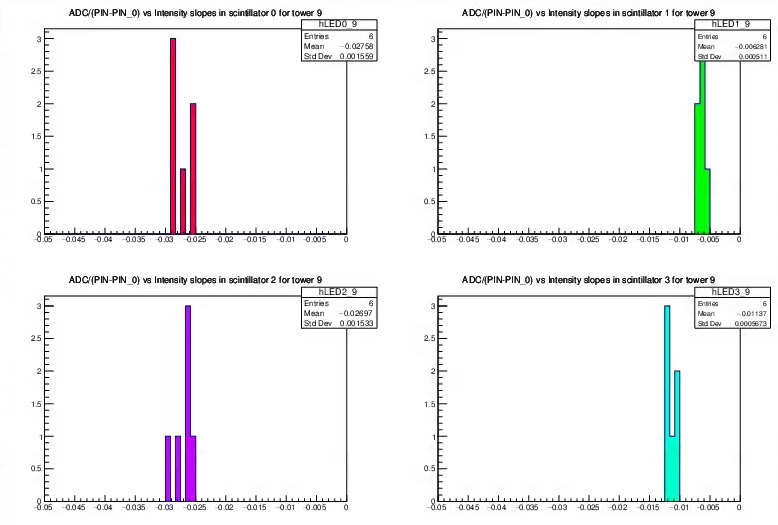 ADC/(PIN-PIN_0) vs Intensity slopes in scintillator 0 for tower 9
hLED0_9
Entries 6
Mean −0.02758
Std Dev 0.001559
3
2.5
2
1.5
1
0.5
0
−0.05 −0.045 −0.04 −0.035 −0.03 −0.025 −0.02 −0.015 −0.01 −0.005 0
ADC/(PIN-PIN_0) vs Intensity slopes in scintillator 1 for tower 9
hLED1_9
Entries 6
Mean −0.006281
Std Dev 0.000511
3
2.5
2
1.5
1
0.5
0
−0.05 −0.045 −0.04 −0.035 −0.03 −0.025 −0.02 −0.015 −0.01 −0.005 0
ADC/(PIN-PIN_0) vs Intensity slopes in scintillator 2 for tower 9
hLED2_9
Entries 6
Mean −0.02697
Std Dev 0.001533
3
2.5
2
1.5
1
0.5
0
−0.05 −0.045 −0.04 −0.035 −0.03 −0.025 −0.02 −0.015 −0.01 −0.005 0
ADC/(PIN-PIN_0) vs Intensity slopes in scintillator 3 for tower 9
hLED3_9
Entries 6
Mean −0.01137
Std Dev
3
2.5
2
1.5
1
0.5
0
−0.05 −0.045 −0.04 −0.035 −0.03 −0.025 −0.02 −0.015 −0.01 −0.005 0